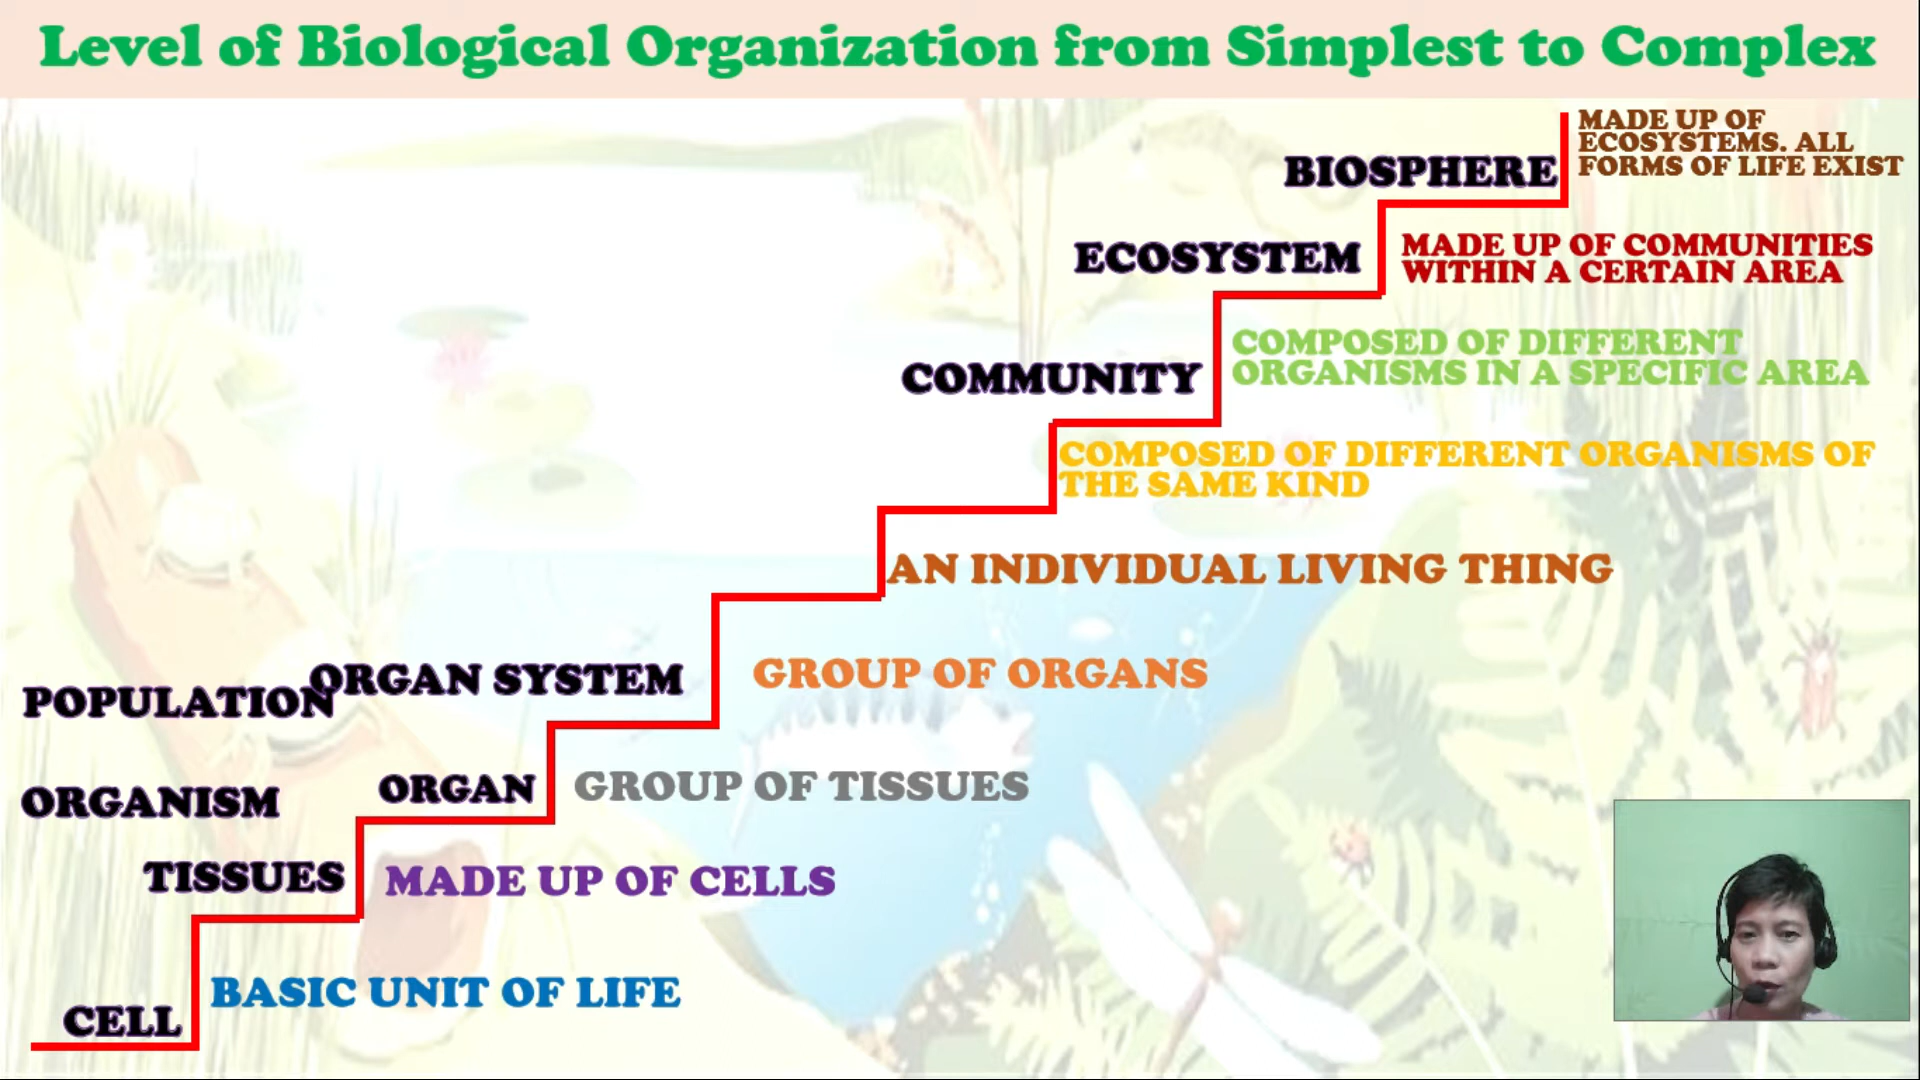 Level of Biological Organization from Simplest to Complex
MADE UP OF
ECOSYSTEMS. ALL
FORMS OF LIFE EXIST
BIOSPHERE
ECOSYSTEM
MADE UP OF COMMUNITIES
WITHIN A CERTAIN AREA
COMMUNITY
COMPOSED OF DIFFERENT
ORGANISMS IN A SPECIFIC AREA
COMPOSED OF DIFFERENT ORGANISMS OF
THE SAME KIND
AN INDIVIDUAL LIVING THING
POPULATION
ORGAN SYSTEM
GROUP OF ORGANS
ORGANISM
ORGAN
GROUP OF TISSUES
TISSUES
MADE UP OF CELLS
CELL
BASIC UNIT OF LIFE